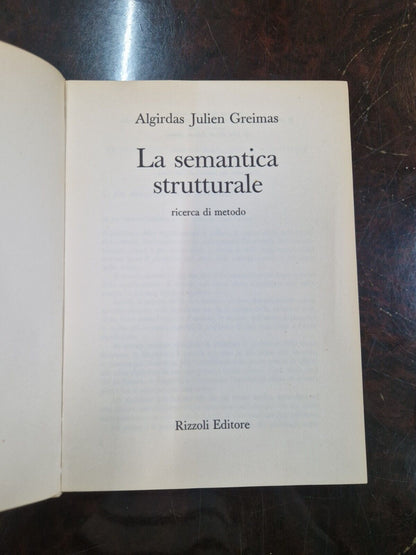 Algirdas Julien Greimas
La semantica
strutturale
ricerca di metodo
Rizzoli Editore